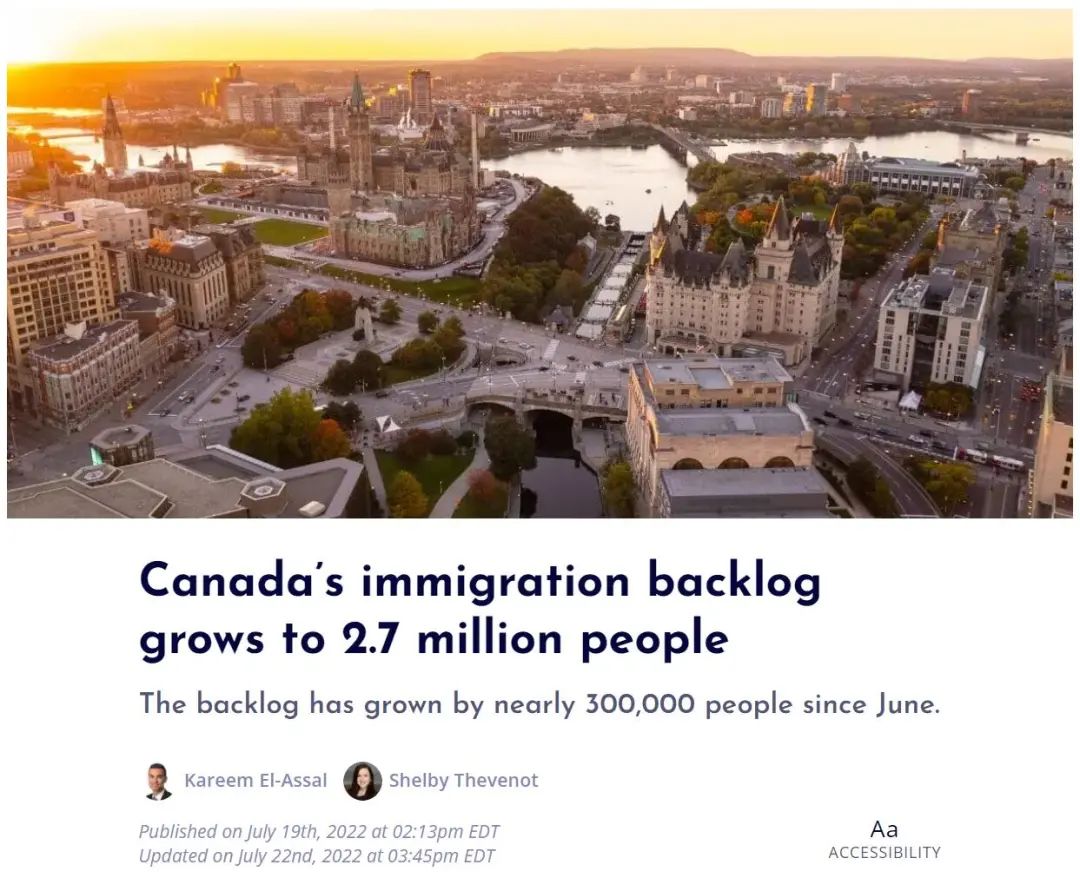 Canada's immigration backlog
grows to 2.7 million people
The backlog has grown by nearly 300,000 people since June.
Kareem El-Assal Shelby Thevenot
Published on July 19th, 2022 at 02:13pm EDT
Updated on July 22nd, 2022 at 03:45pm EDT
Aa
ACCESSIBILITY